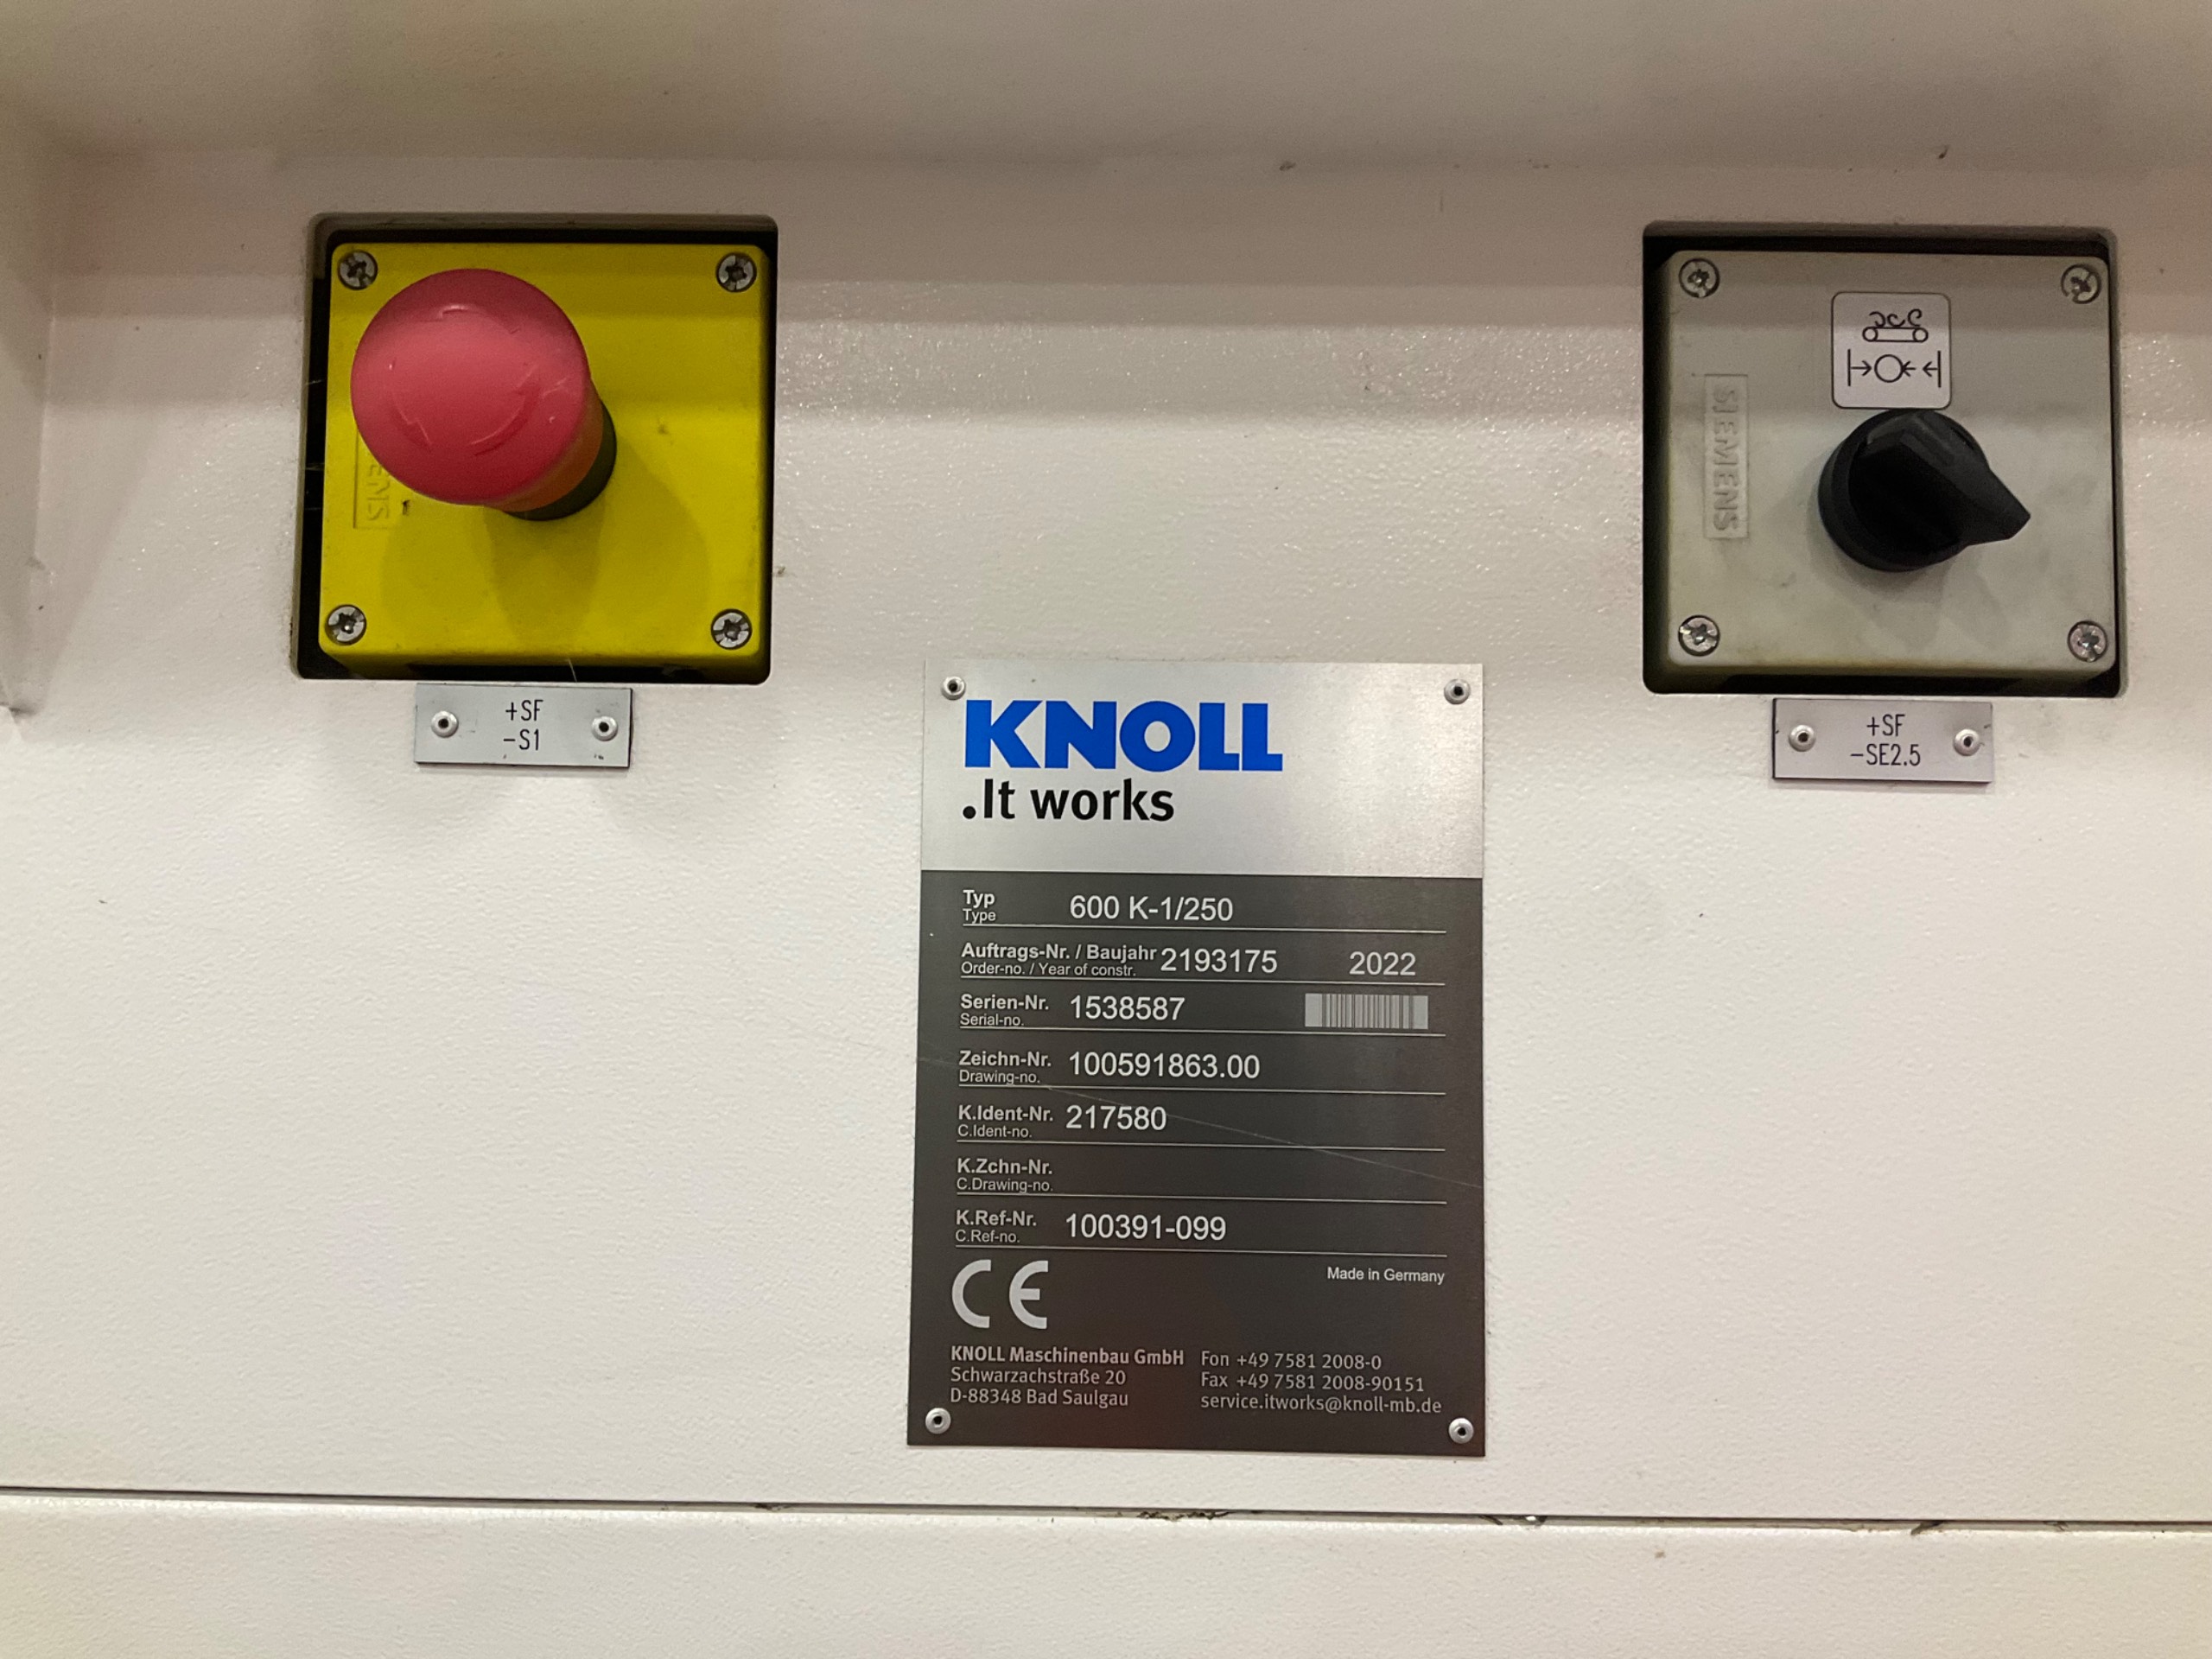 SIEMENS
+SF
-S1
SIEMENS
+SF
-SE2.5
KNOLL
.It works
Typ 600 K-1/250
Type
Auftrags-Nr. / Baujahr 2193175 2022
Order-no. / Year of constr.
Serien-Nr. 1538587
Serial-no.
Zeichn-Nr. 100591863.00
Drawing-no.
K.Ident-Nr. 217580
C.Ident-no.
K.Zchn-Nr.
C.Drawing-no.
K.Ref-Nr. 100391-099
C.Ref-no.
CE
Made in Germany
KNOLL Maschinenbau GmbH Fon +49 7581 2008-0
Schwarzachstraße 20 Fax +49 7581 2008-90151
D-88348 Bad Saulgau service.itworks@knoll-mb.de